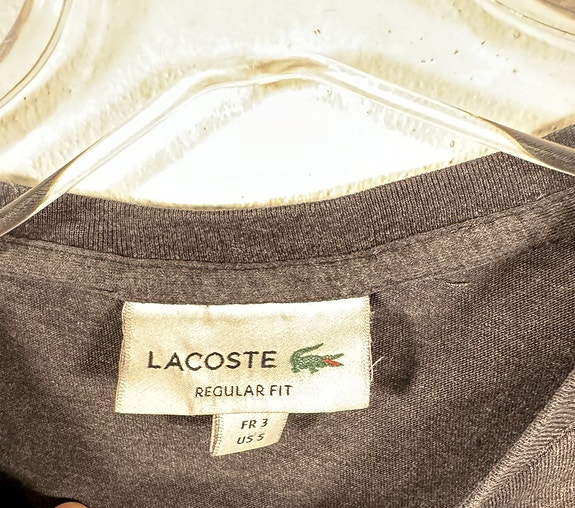 LACOSTE
REGULAR FIT
FR 3
US S